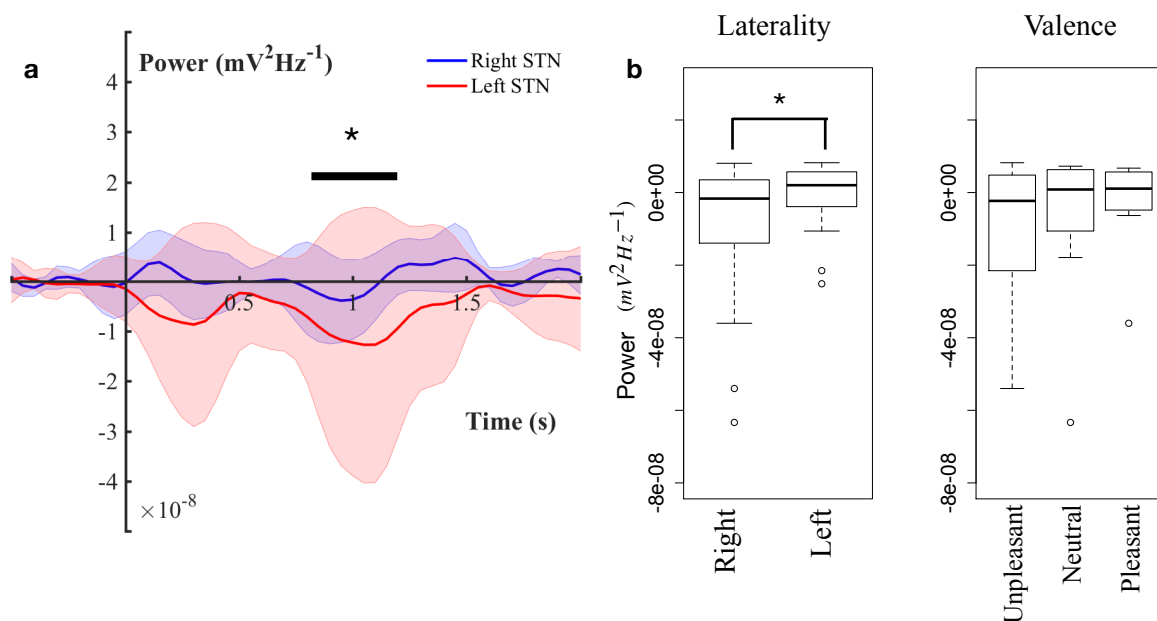 a
Power (mV²Hz⁻¹)
Right STN
Left STN
*
4
3
2
1
-1
-2
-3
-4
0.5
1
1.5
Time (s)
×10⁻⁸
b
Laterality
Valence
*
Power (mV²Hz⁻¹)
0e+00
-4e-08
-8e-08
Right
Left
0e+00
-4e-08
-8e-08
Unpleasant
Neutral
Pleasant